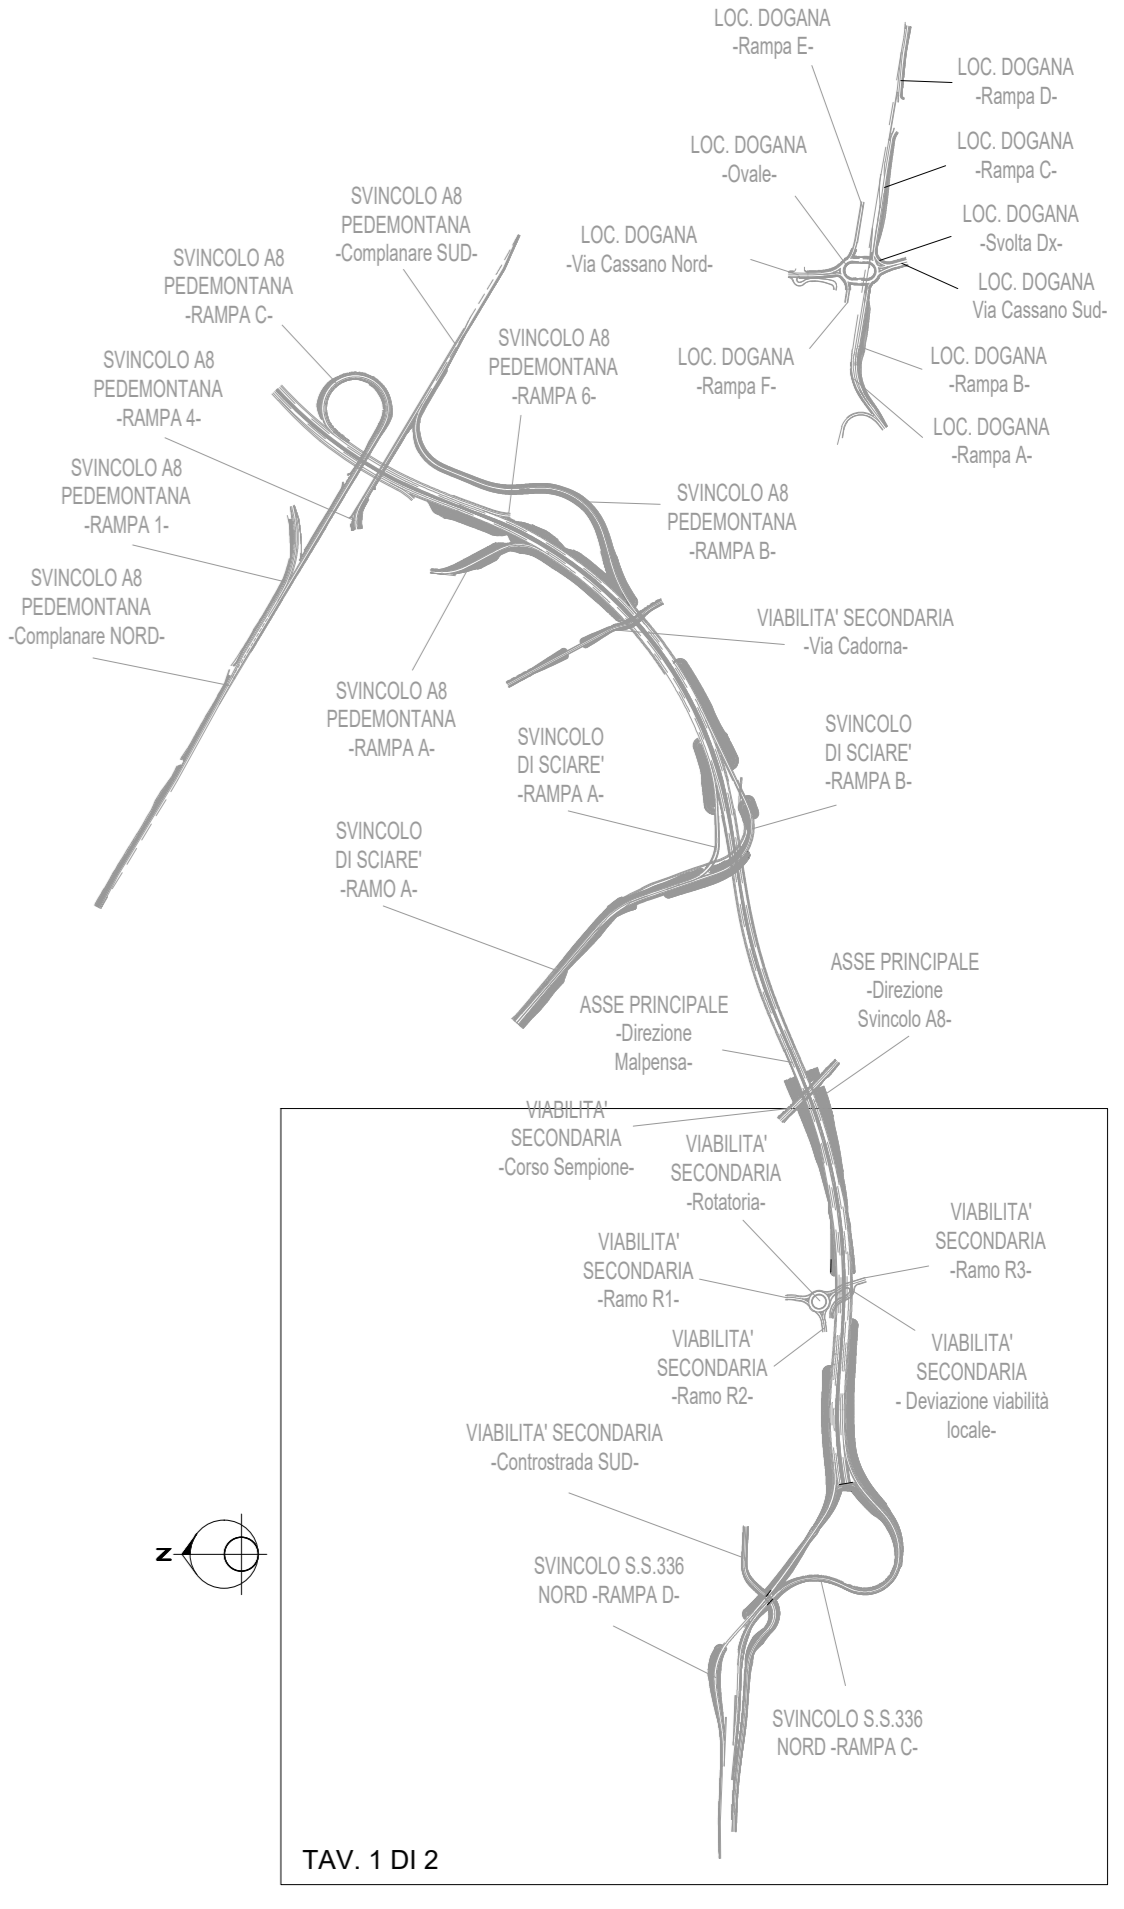 LOC. DOGANA
-Rampa E-
LOC. DOGANA
-Rampa D-
LOC. DOGANA
-Ovale-
LOC. DOGANA
-Rampa C-
SVINCOLO A8
PEDEMONTANA
-Complanare SUD-
LOC. DOGANA
-Svolta Dx-
LOC. DOGANA
-Via Cassano Nord-
SVINCOLO A8
PEDEMONTANA
-RAMPA C-
LOC. DOGANA
Via Cassano Sud-
SVINCOLO A8
PEDEMONTANA
-RAMPA 6-
SVINCOLO A8
PEDEMONTANA
-RAMPA 4-
LOC. DOGANA
-Rampa F-
LOC. DOGANA
-Rampa B-
LOC. DOGANA
-Rampa A-
SVINCOLO A8
PEDEMONTANA
-RAMPA 1-
SVINCOLO A8
PEDEMONTANA
-RAMPA B-
SVINCOLO A8
PEDEMONTANA
-Complanare NORD-
VIABILITA' SECONDARIA
-Via Cadorna-
SVINCOLO A8
PEDEMONTANA
-RAMPA A-
SVINCOLO
DI SCIARE'
-RAMPA A-
SVINCOLO
DI SCIARE'
-RAMPA B-
SVINCOLO
DI SCIARE'
-RAMO A-
ASSE PRINCIPALE
-Direzione
Svincolo A8-
ASSE PRINCIPALE
-Direzione
Malpensa-
VIABILITA'
SECONDARIA
-Corso Sempione-
VIABILITA'
SECONDARIA
-Rotatoria-
VIABILITA'
SECONDARIA
-Ramo R3-
VIABILITA'
SECONDARIA
-Ramo R1-
VIABILITA'
SECONDARIA
-Ramo R2-
VIABILITA'
SECONDARIA
- Deviazione viabilità
locale-
VIABILITA' SECONDARIA
-Controstrada SUD-
N
SVINCOLO S.S.336
NORD -RAMPA D-
SVINCOLO S.S.336
NORD -RAMPA C-
TAV. 1 DI 2